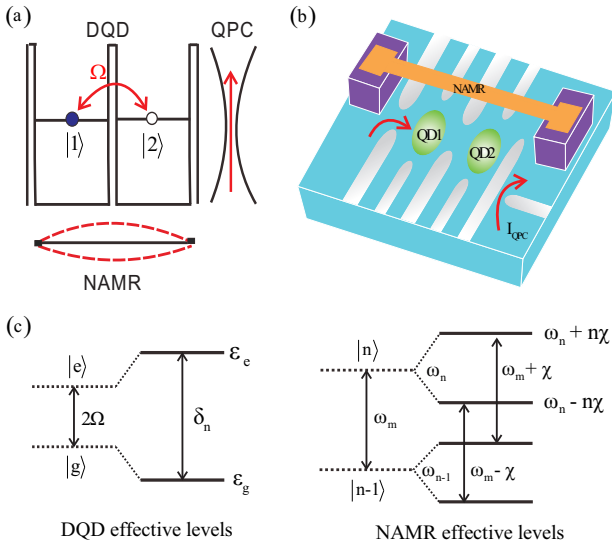 (a)
DQD
QPC
Ω
|1⟩
|2⟩
NAMR
(b)
NAMR
QD1
QD2
I_QPC
(c)
|e⟩
2Ω
|g⟩
ε_e
δ_n
ε_g
DQD effective levels
|n⟩
ω_m
|n-1⟩
ω_n
ω_n-1
ω_m + χ
ω_m - χ
ω_n + nχ
ω_n - nχ
NAMR effective levels